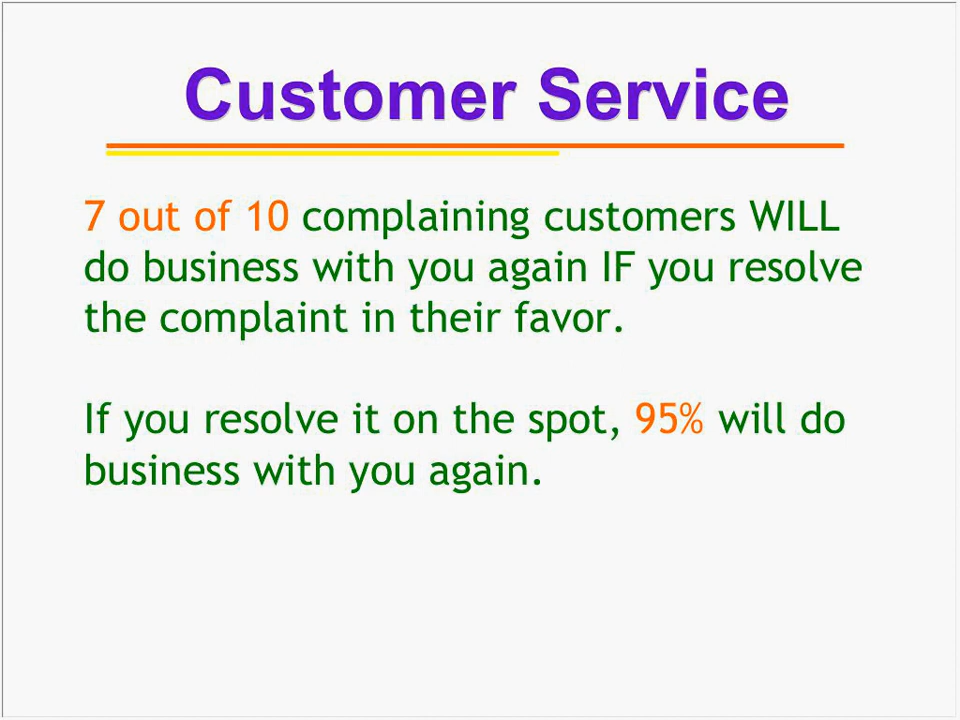 Customer Service
7 out of 10 complaining customers WILL
do business with you again IF you resolve
the complaint in their favor.
If you resolve it on the spot, 95% will do
business with you again.